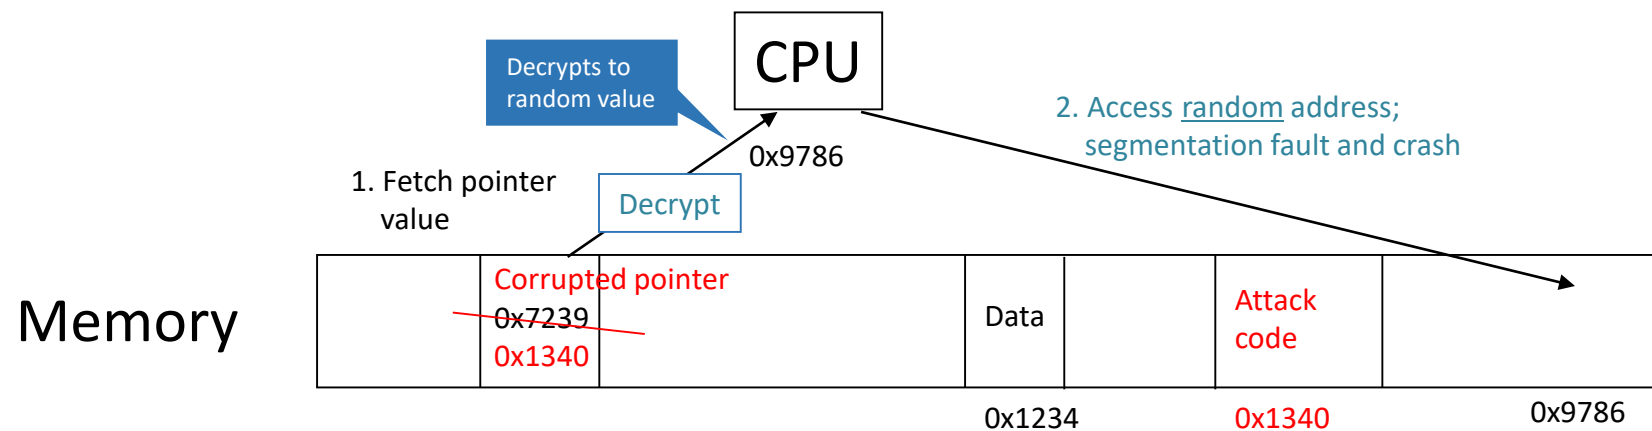 CPU
Decrypts to
random value
2. Access random address;
segmentation fault and crash
0x9786
1. Fetch pointer
value
Decrypt
Memory
Corrupted pointer
0x7239
0x1340
Data
Attack
code
0x1234
0x1340
0x9786